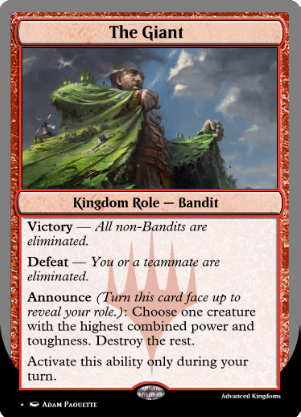 The Giant
Kingdom Role — Bandit
Victory — All non-Bandits are
eliminated.
Defeat — You or a teammate are
eliminated.
Announce (Turn this card face up to
reveal your role.): Choose one creature
with the highest combined power and
toughness. Destroy the rest.
Activate this ability only during your
turn.
Advanced Kingdoms
Adam Paquette